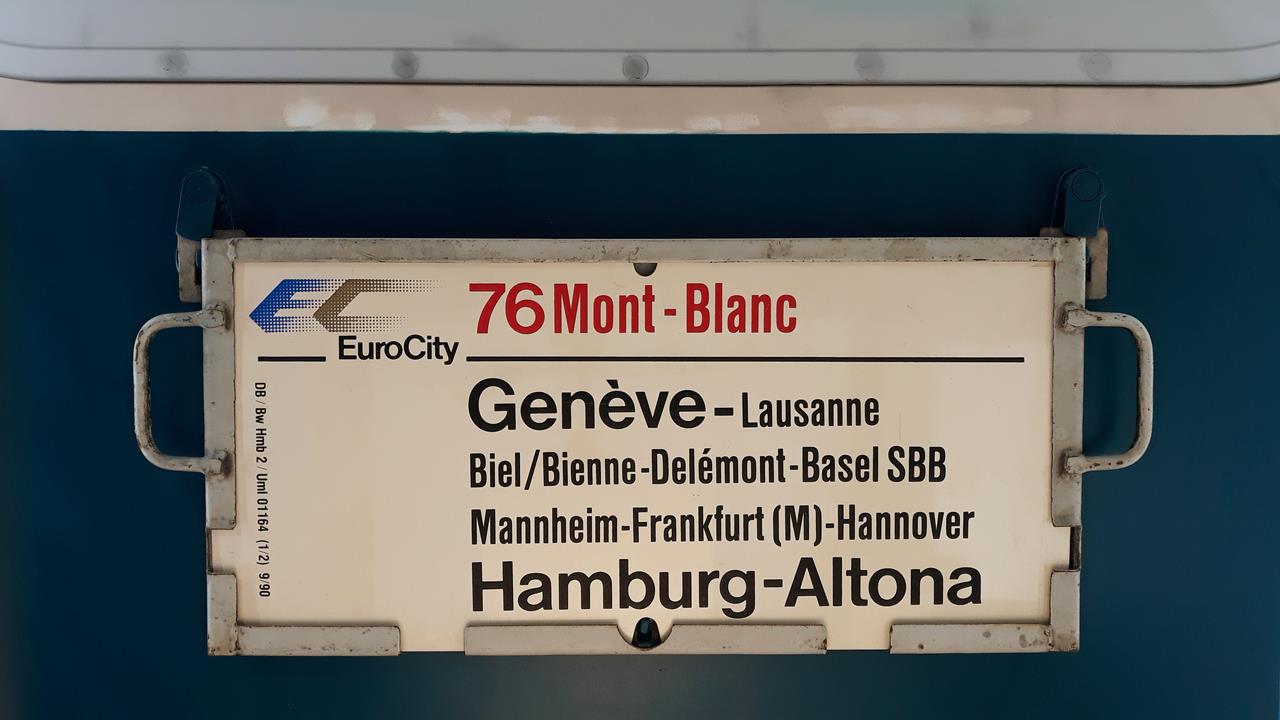 EC
EuroCity
76 Mont-Blanc
Genève-Lausanne
Biel/Bienne-Delémont-Basel SBB
Mannheim-Frankfurt (M)-Hannover
Hamburg-Altona
DB / Bw Hmb 2 / Uml 01164 (1/2) 9/90